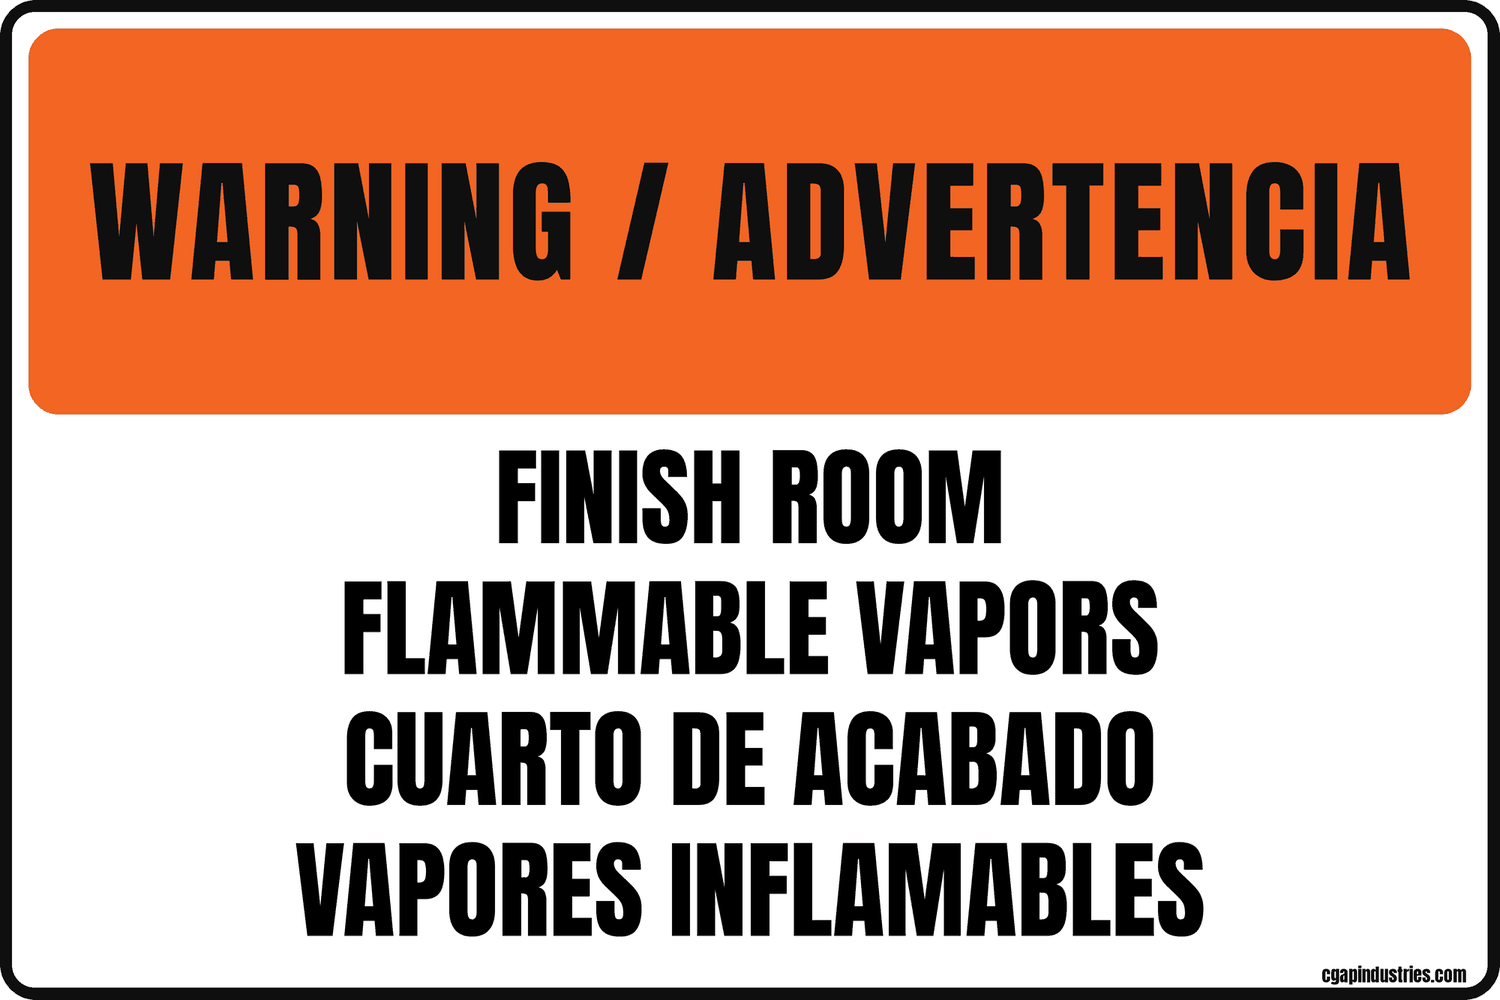 WARNING / ADVERTENCIA
FINISH ROOM
FLAMMABLE VAPORS
CUARTO DE ACABADO
VAPORES INFLAMABLES
cgapindustries.com